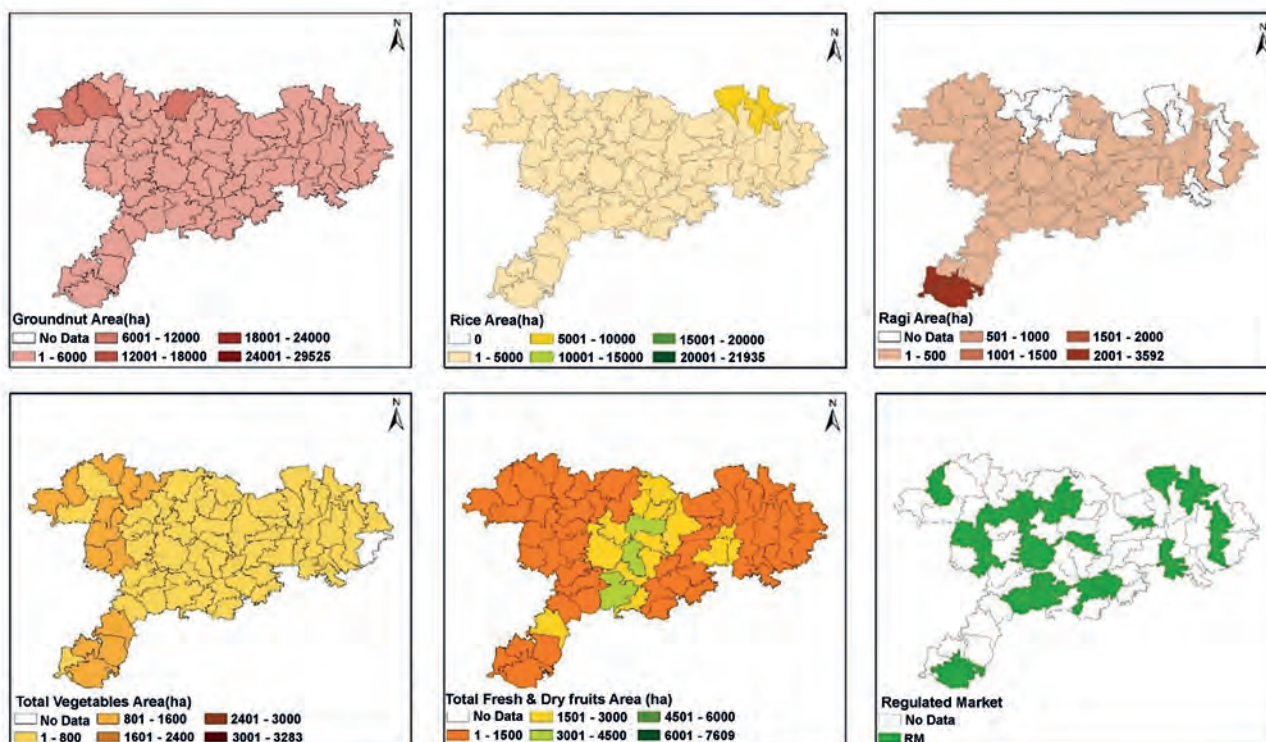 N
N
N
Groundnut Area(ha)
No Data 6001 - 12000 18001 - 24000
1 - 6000 12001 - 18000 24001 - 29525
Rice Area(ha)
0 5001 - 10000 15001 - 20000
1 - 5000 10001 - 15000 20001 - 21935
Ragi Area(ha)
No Data 501 - 1000 1501 - 2000
1 - 500 1001 - 1500 2001 - 3592
N
N
Total Vegetables Area(ha)
No Data 801 - 1600 2401 - 3000
1 - 800 1601 - 2400 3001 - 3283
Total Fresh & Dry fruits Area (ha)
No Data 1501 - 3000 4501 - 6000
1 - 1500 3001 - 4500 6001 - 7609
Regulated Market
No Data
RM